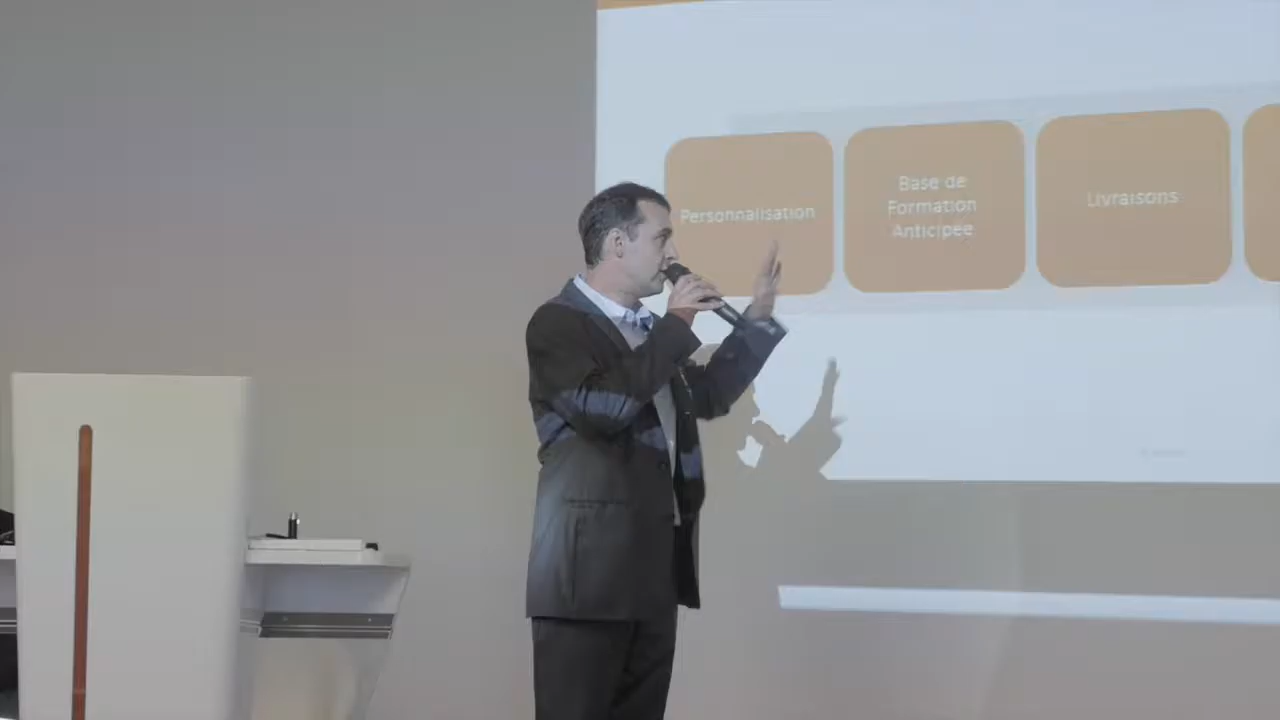 Personnalisation
Base de
Formation
Anticipée
Livraisons